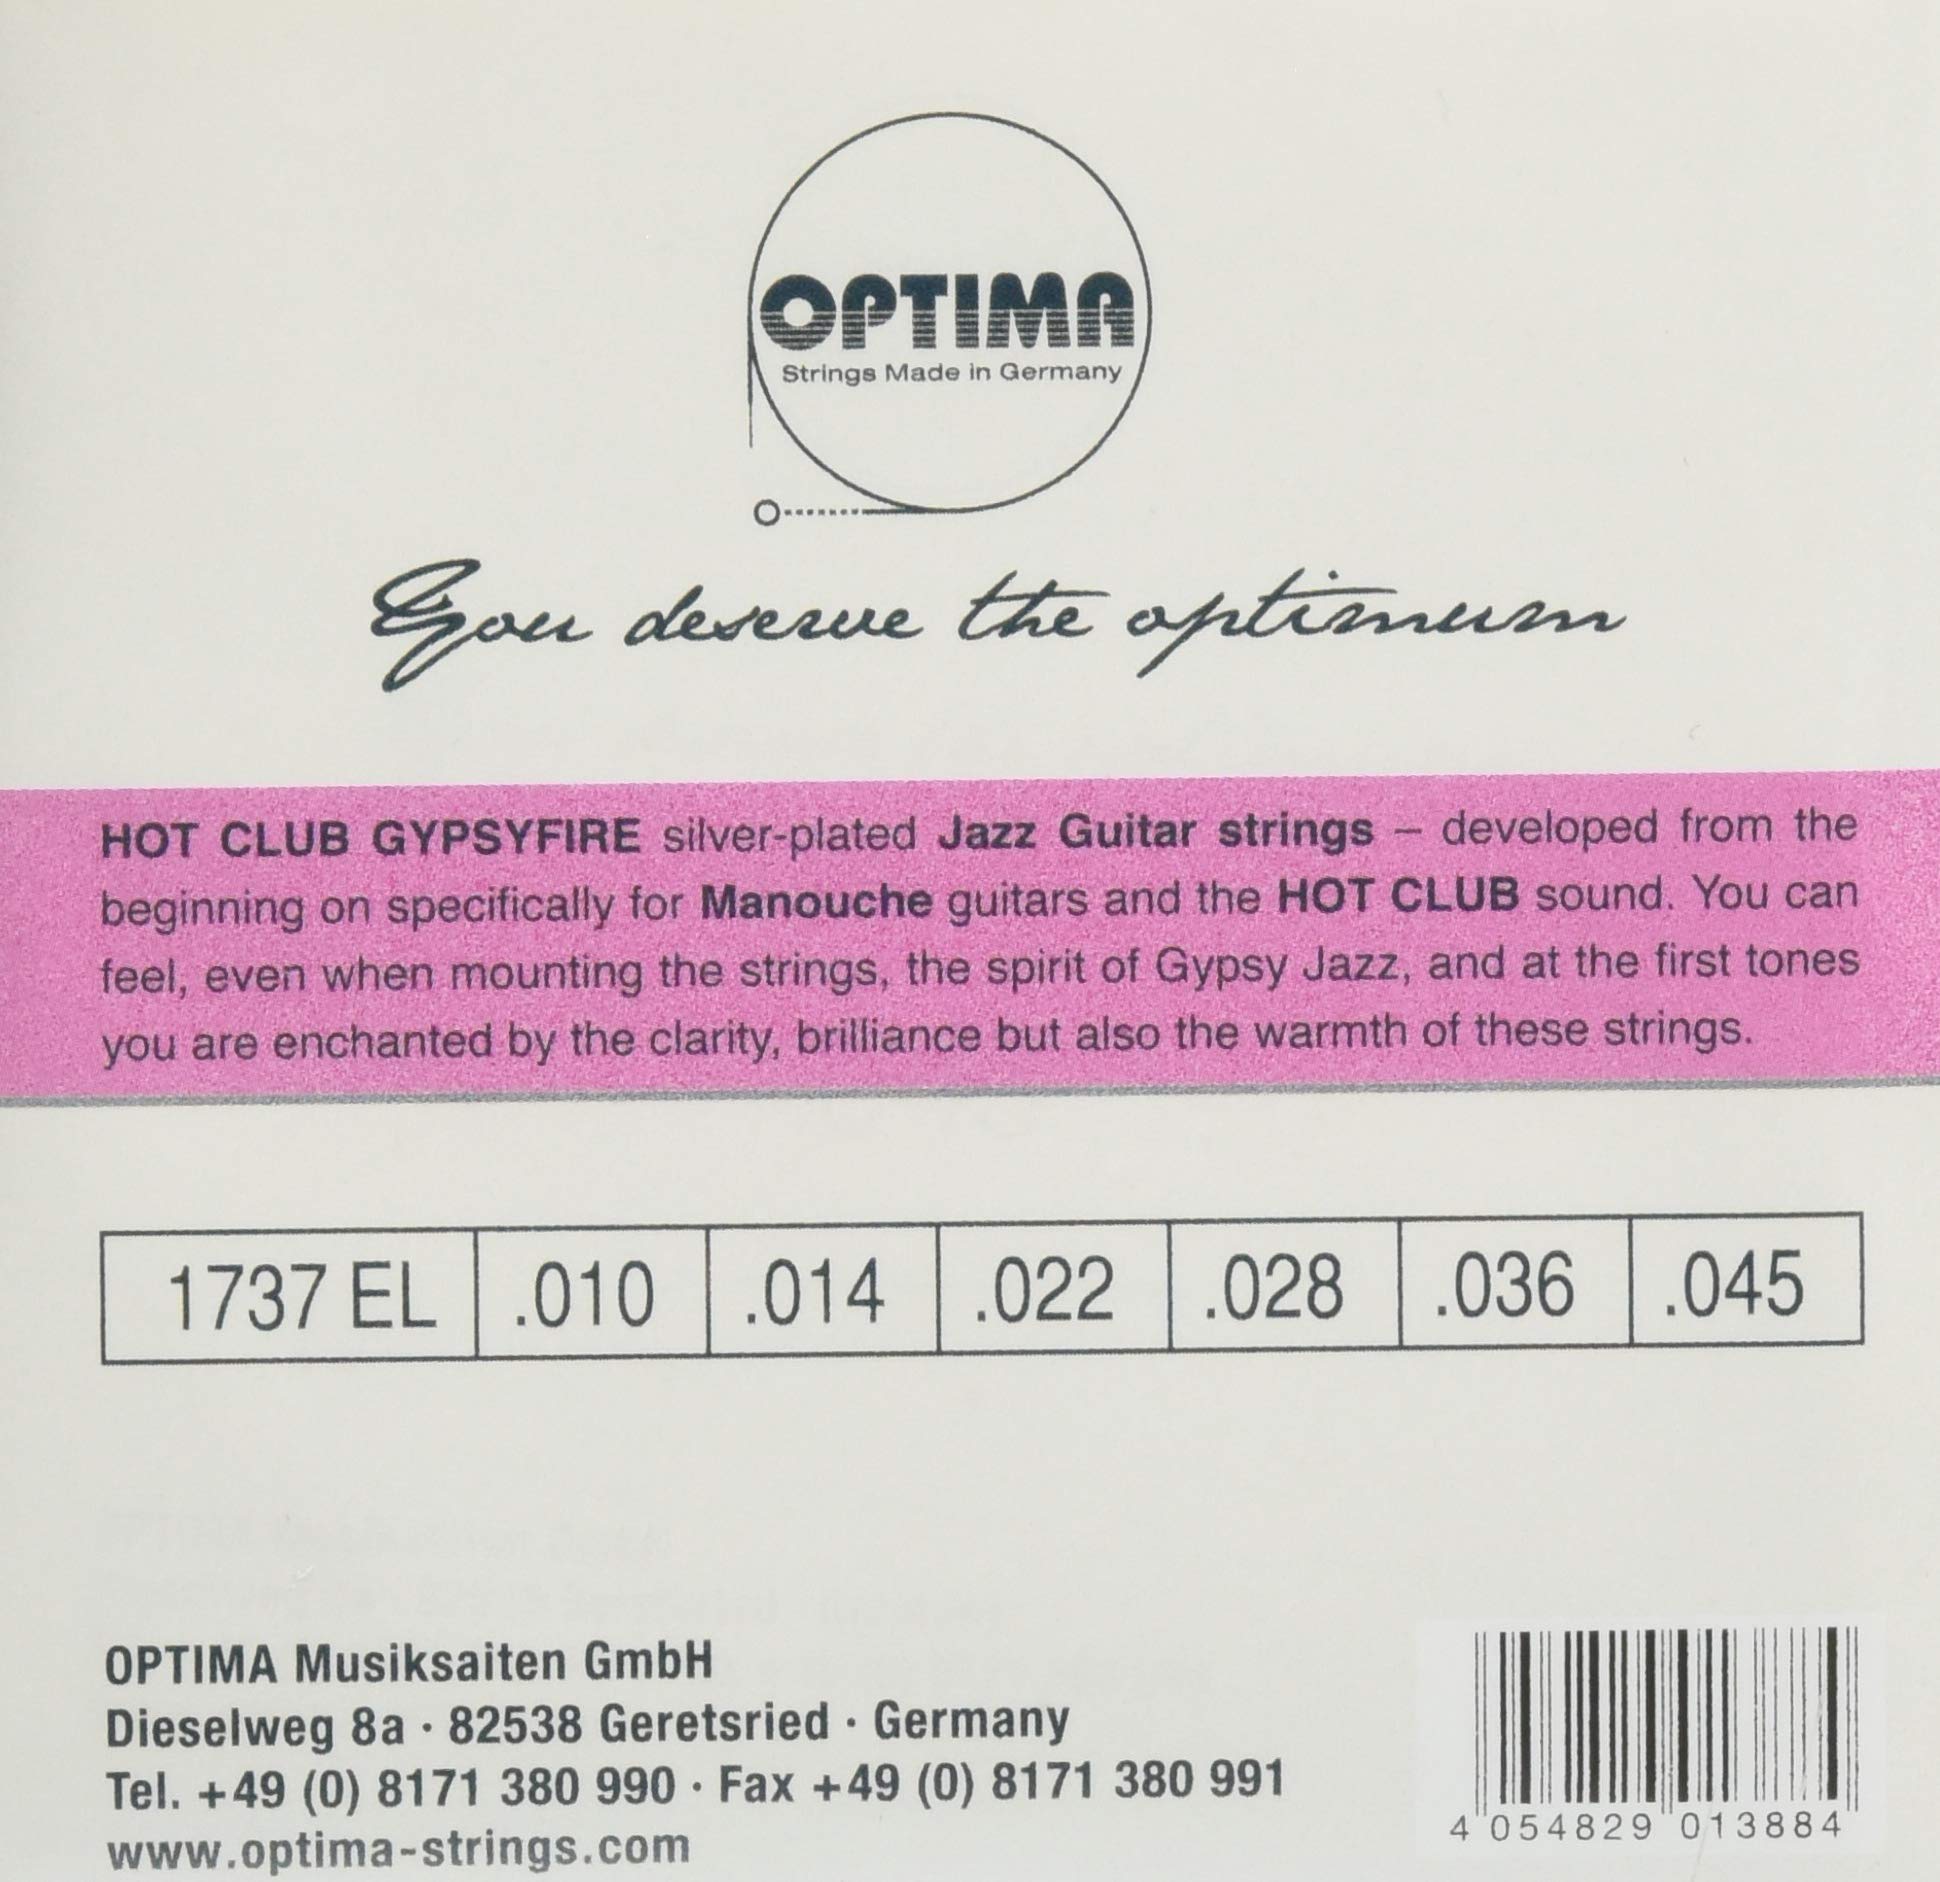 OPTIMA
Strings Made in Germany
You deserve the optimum
HOT CLUB GYPSYFIRE silver-plated Jazz Guitar strings – developed from the
beginning on specifically for Manouche guitars and the HOT CLUB sound. You can
feel, even when mounting the strings, the spirit of Gypsy Jazz, and at the first tones
you are enchanted by the clarity, brilliance but also the warmth of these strings.
1737 EL .010 .014 .022 .028 .036 .045
OPTIMA Musiksaiten GmbH
Dieselweg 8a · 82538 Geretsried · Germany
Tel. +49 (0) 8171 380 990 · Fax +49 (0) 8171 380 991
www.optima-strings.com
4 054829 013884